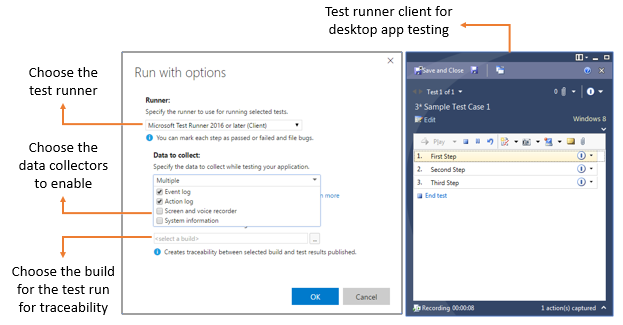 Test runner client for
desktop app testing
Choose the
test runner
Choose the
data collectors
to enable
Choose the build
for the test run
for traceability
Run with options
Runner:
Specify the runner to use for running selected tests.
Microsoft Test Runner 2016 or later (Client)
You can mark each step as passed or failed and file bugs.
Data to collect:
Specify the data to collect while testing your application.
Multiple
Event log
Action log
Screen and voice recorder
System information
n more
<select a build>
...
Creates traceability between selected build and test results published.
OK
Cancel
Save and Close
Test 1 of 1
0
3* Sample Test Case 1
Edit
Windows 8
Play
1. First Step
2. Second Step
3. Third Step
End test
Recording 00:00:08
1 action(s) captured